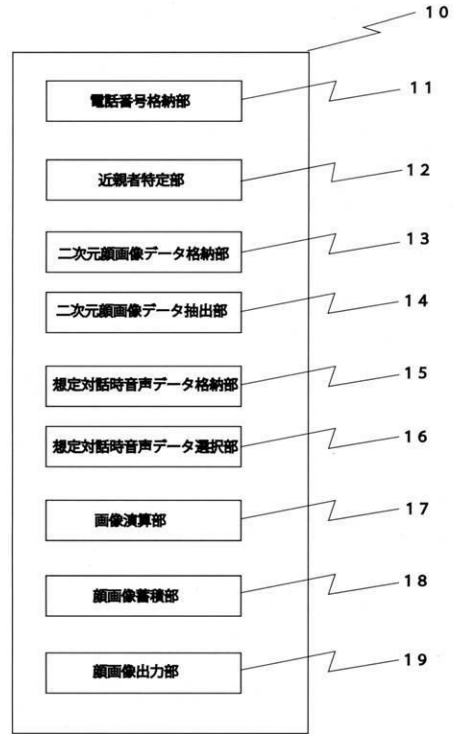 10
電話番号格納部 11
近親者特定部 12
二次元顔画像データ格納部 13
二次元顔画像データ抽出部 14
想定対話時音声データ格納部 15
想定対話時音声データ選択部 16
画像演算部 17
顔画像蓄積部 18
顔画像出力部 19